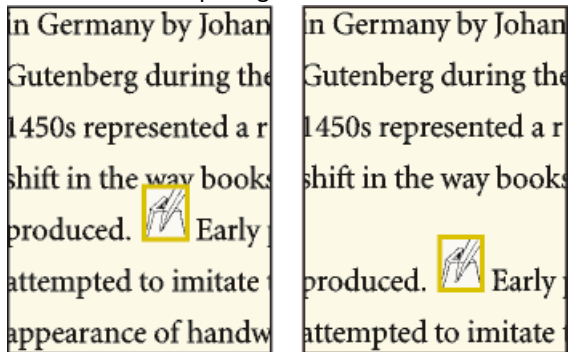 in Germany by Johan
Gutenberg during the
1450s represented a r
shift in the way books
produced. Early
attempted to imitate
appearance of handw
in Germany by Johan
Gutenberg during the
1450s represented a r
shift in the way books
produced. Early
attempted to imitate